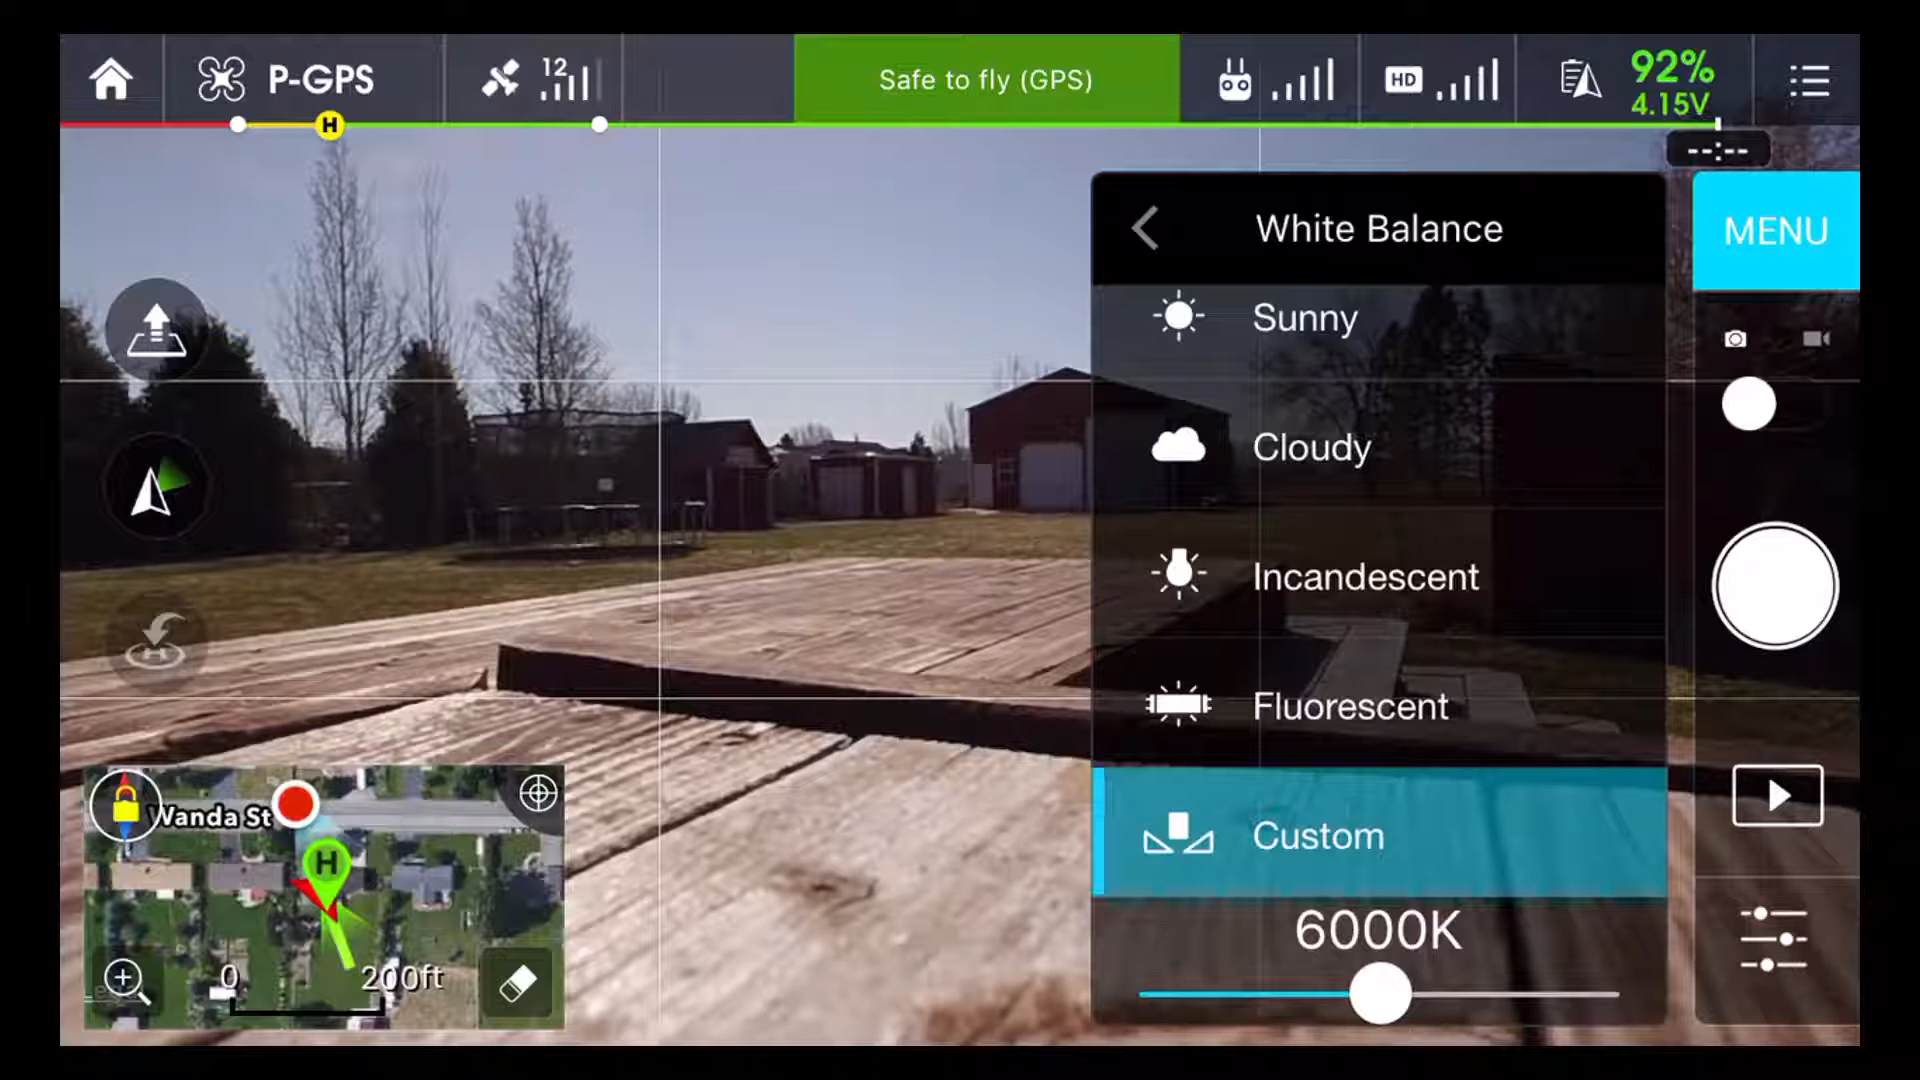 P-GPS
12
Safe to fly (GPS)
HD
92%
4.15V
H
--:--
White Balance
MENU
Sunny
Cloudy
Incandescent
Fluorescent
Custom
6000K
Wanda St
H
0
200ft